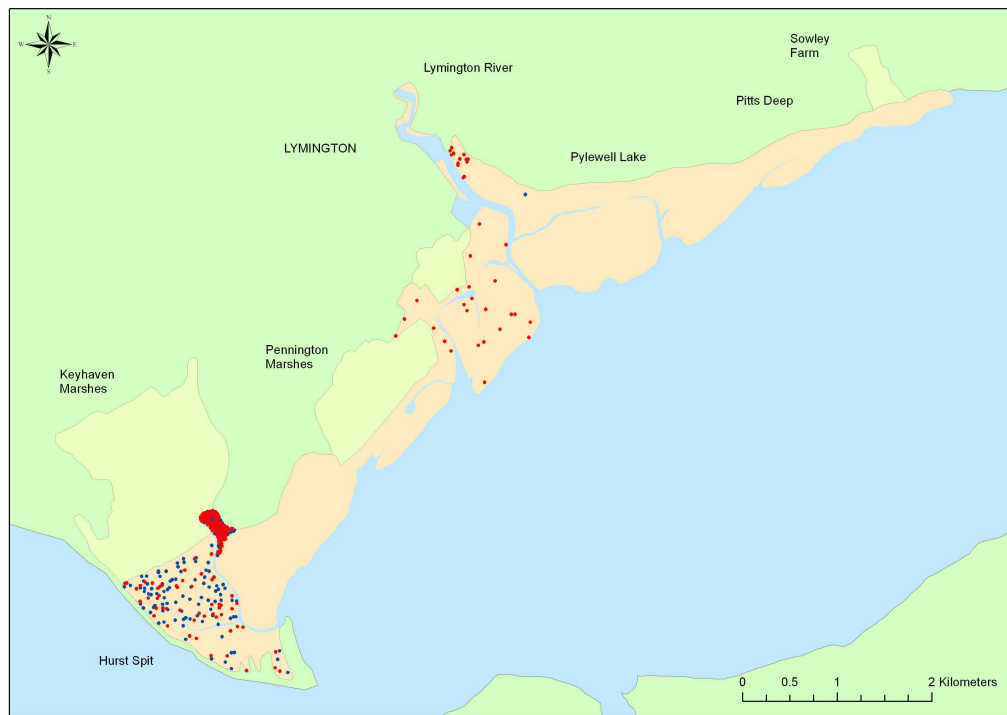 N
W E
S
Sowley
Farm
Lymington River
Pitts Deep
LYMINGTON
Pylewell Lake
Pennington
Marshes
Keyhaven
Marshes
Hurst Spit
0 0.5 1 2 Kilometers